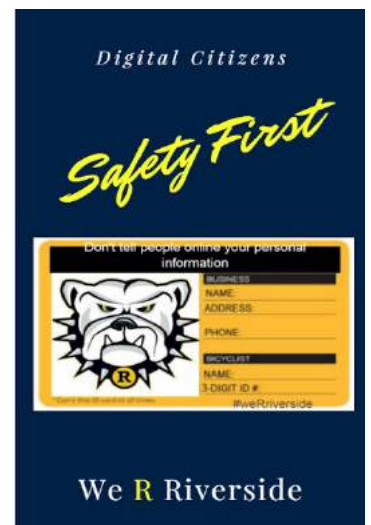 Digital Citizens
Safety First
Don't tell people online your personal
information
BUSINESS
NAME:
ADDRESS:
PHONE:
BICYCLIST
NAME:
3-DIGIT ID #:
R
#weRriverside
We R Riverside